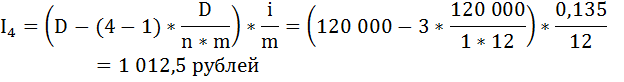 I₄ = (D − (4 − 1) * D / (n * m)) * i / m = (120 000 − 3 * 120 000 / (1 * 12)) * 0,135 / 12
= 1 012,5 рублей